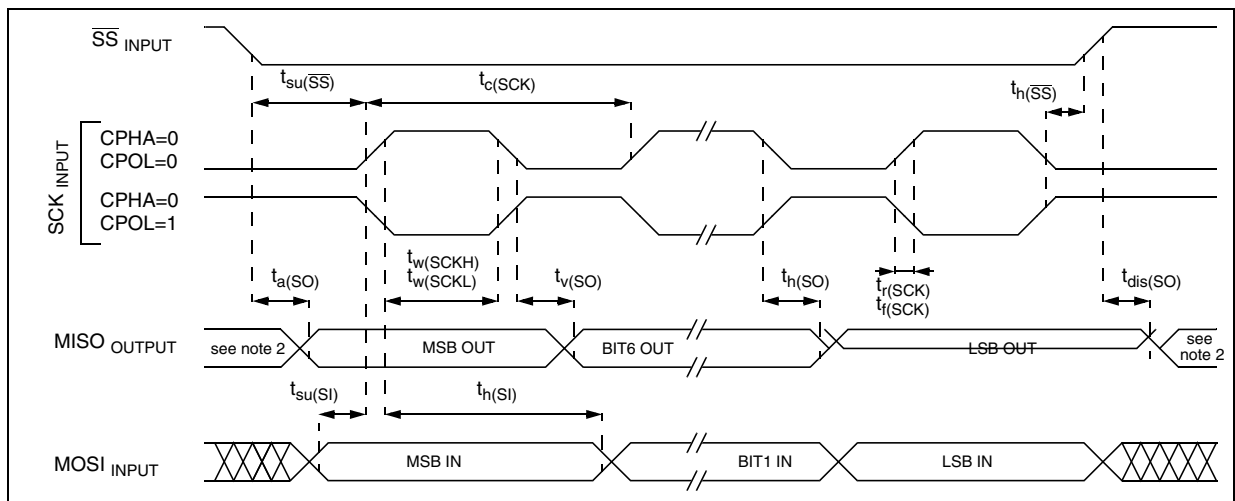 SS INPUT
tsu(SS)
tc(SCK)
th(SS)
SCK INPUT
CPHA=0
CPOL=0
CPHA=0
CPOL=1
ta(SO)
tw(SCKH)
tw(SCKL)
tv(SO)
th(SO)
tr(SCK)
tf(SCK)
tdis(SO)
MISO OUTPUT
see note 2
MSB OUT
BIT6 OUT
LSB OUT
see
note 2
tsu(SI)
th(SI)
MOSI INPUT
MSB IN
BIT1 IN
LSB IN